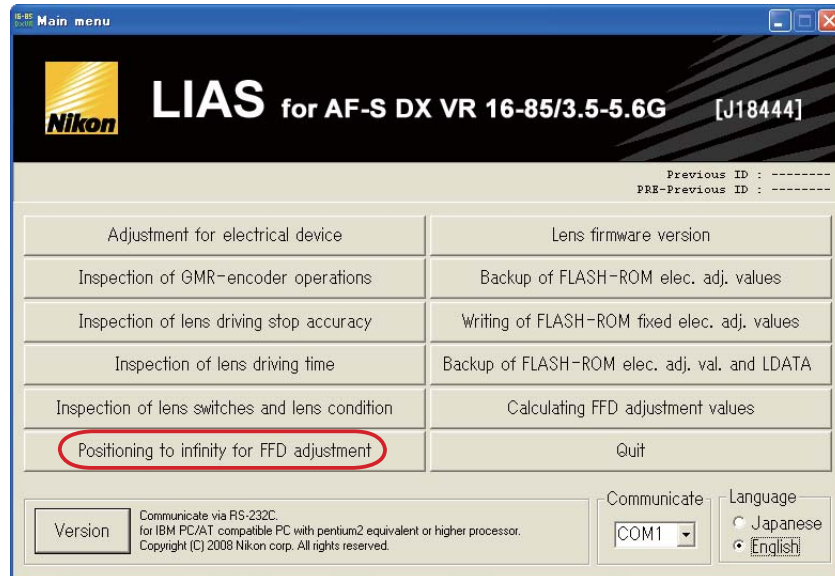 16-85
DXVR
Main menu
Nikon
LIAS for AF-S DX VR 16-85/3.5-5.6G [J18444]
Previous ID : --------
PRE-Previous ID : --------
Adjustment for electrical device
Lens firmware version
Inspection of GMR-encoder operations
Backup of FLASH-ROM elec. adj. values
Inspection of lens driving stop accuracy
Writing of FLASH-ROM fixed elec. adj. values
Inspection of lens driving time
Backup of FLASH-ROM elec. adj. val. and LDATA
Inspection of lens switches and lens condition
Calculating FFD adjustment values
Positioning to infinity for FFD adjustment
Quit
Version
Communicate via RS-232C.
for IBM PC/AT compatible PC with pentium2 equivalent or higher processor.
Copyright (C) 2008 Nikon corp. All rights reserved.
Communicate
COM1
Language
Japanese
English